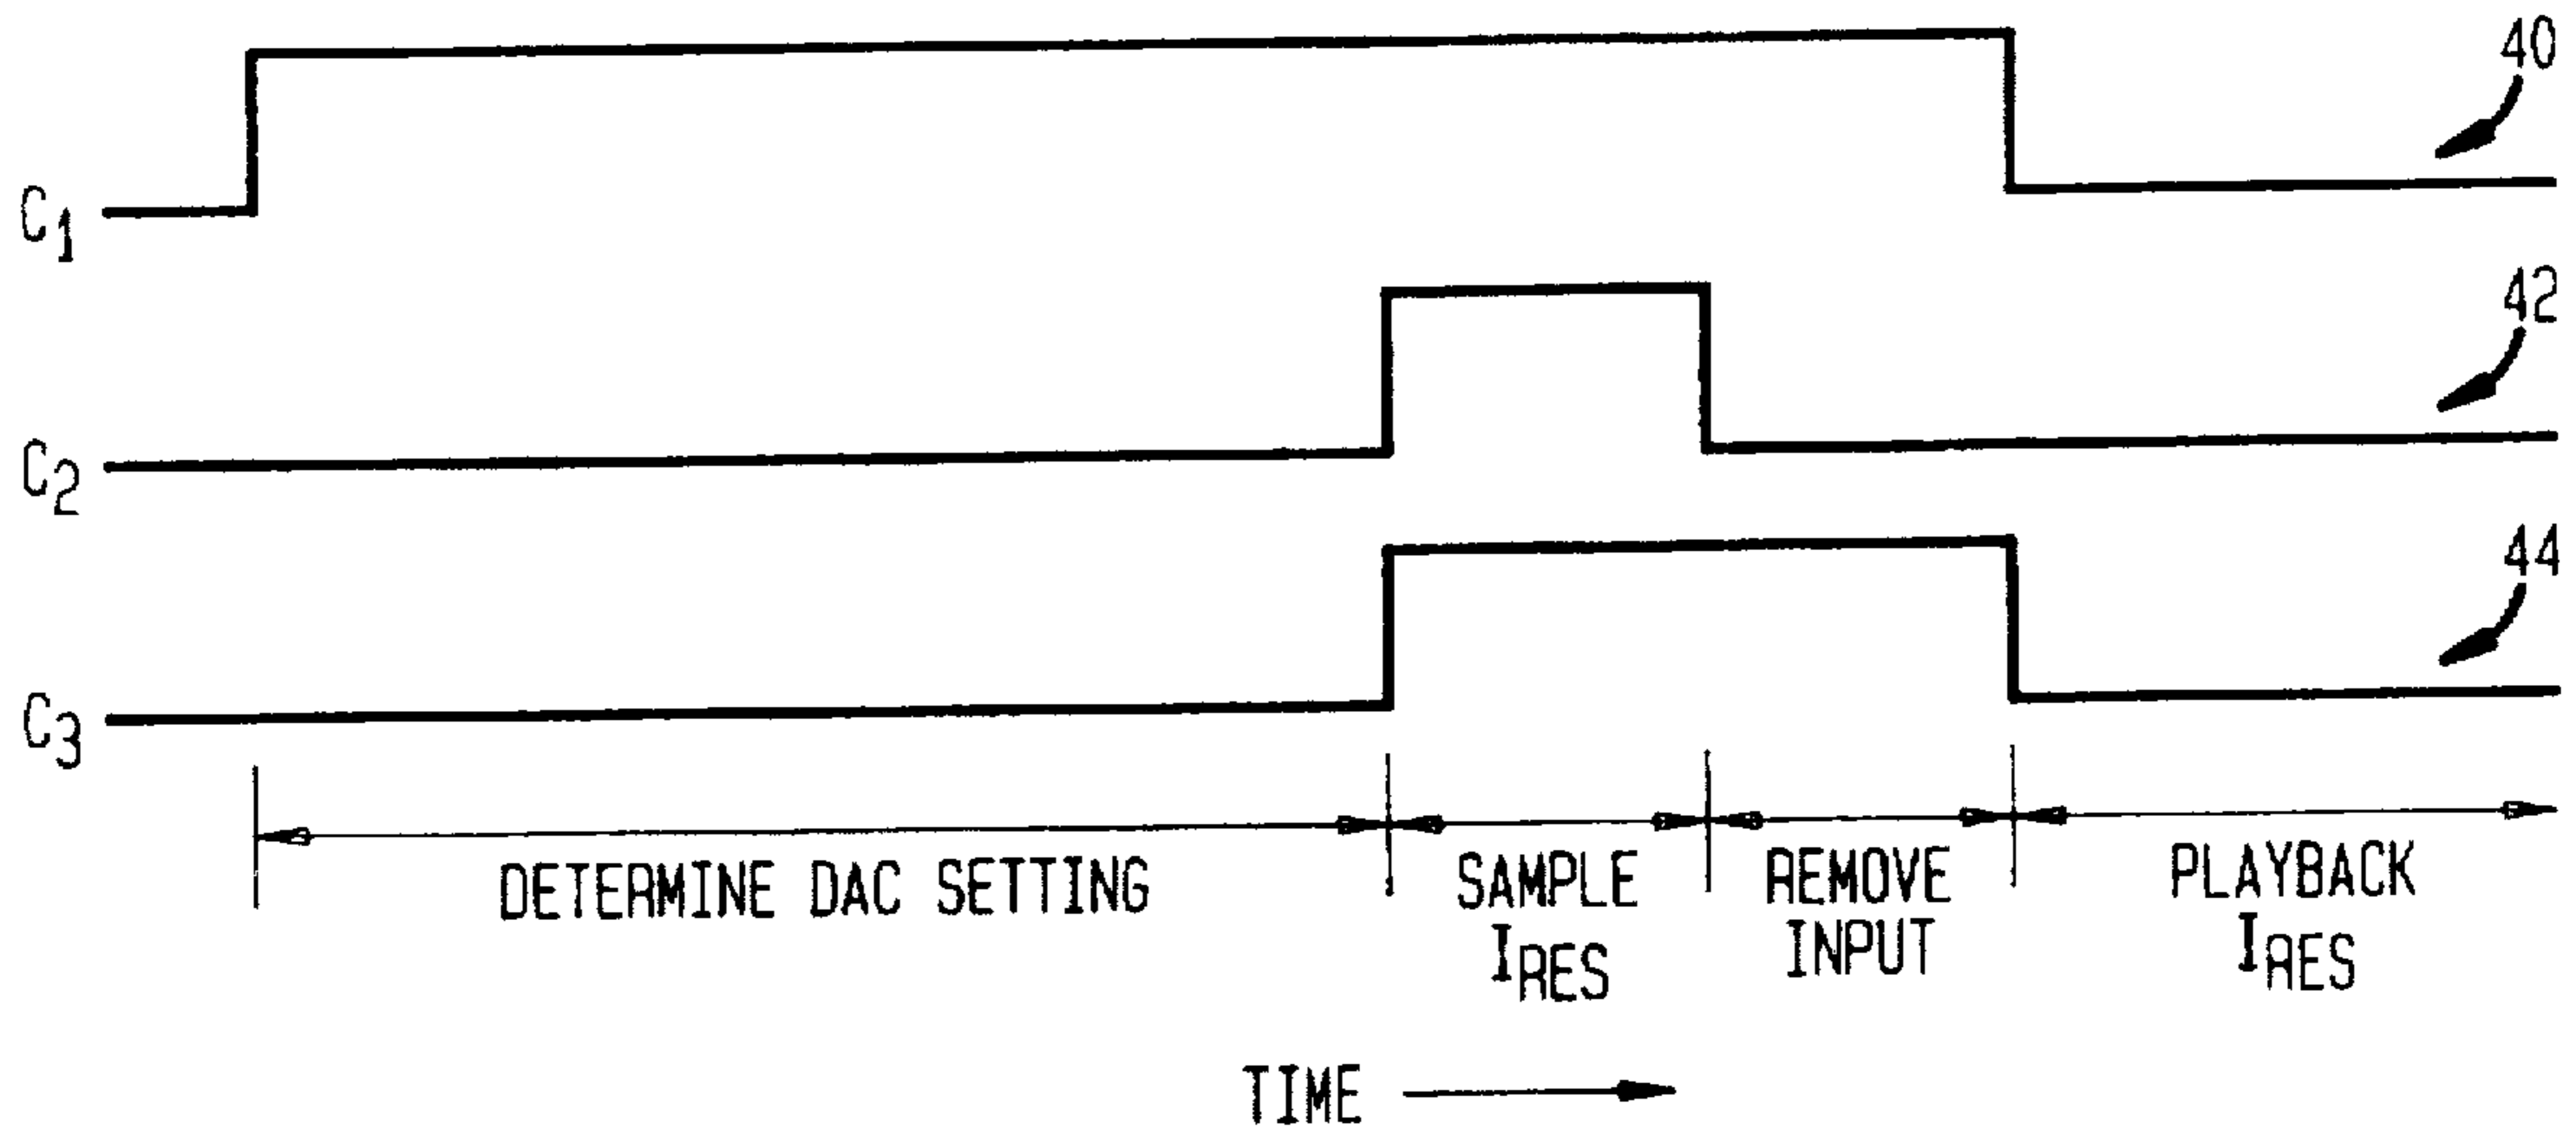 40
C1
42
C2
44
C3
DETERMINE DAC SETTING
SAMPLE
IRES
REMOVE
INPUT
PLAYBACK
IRES
TIME